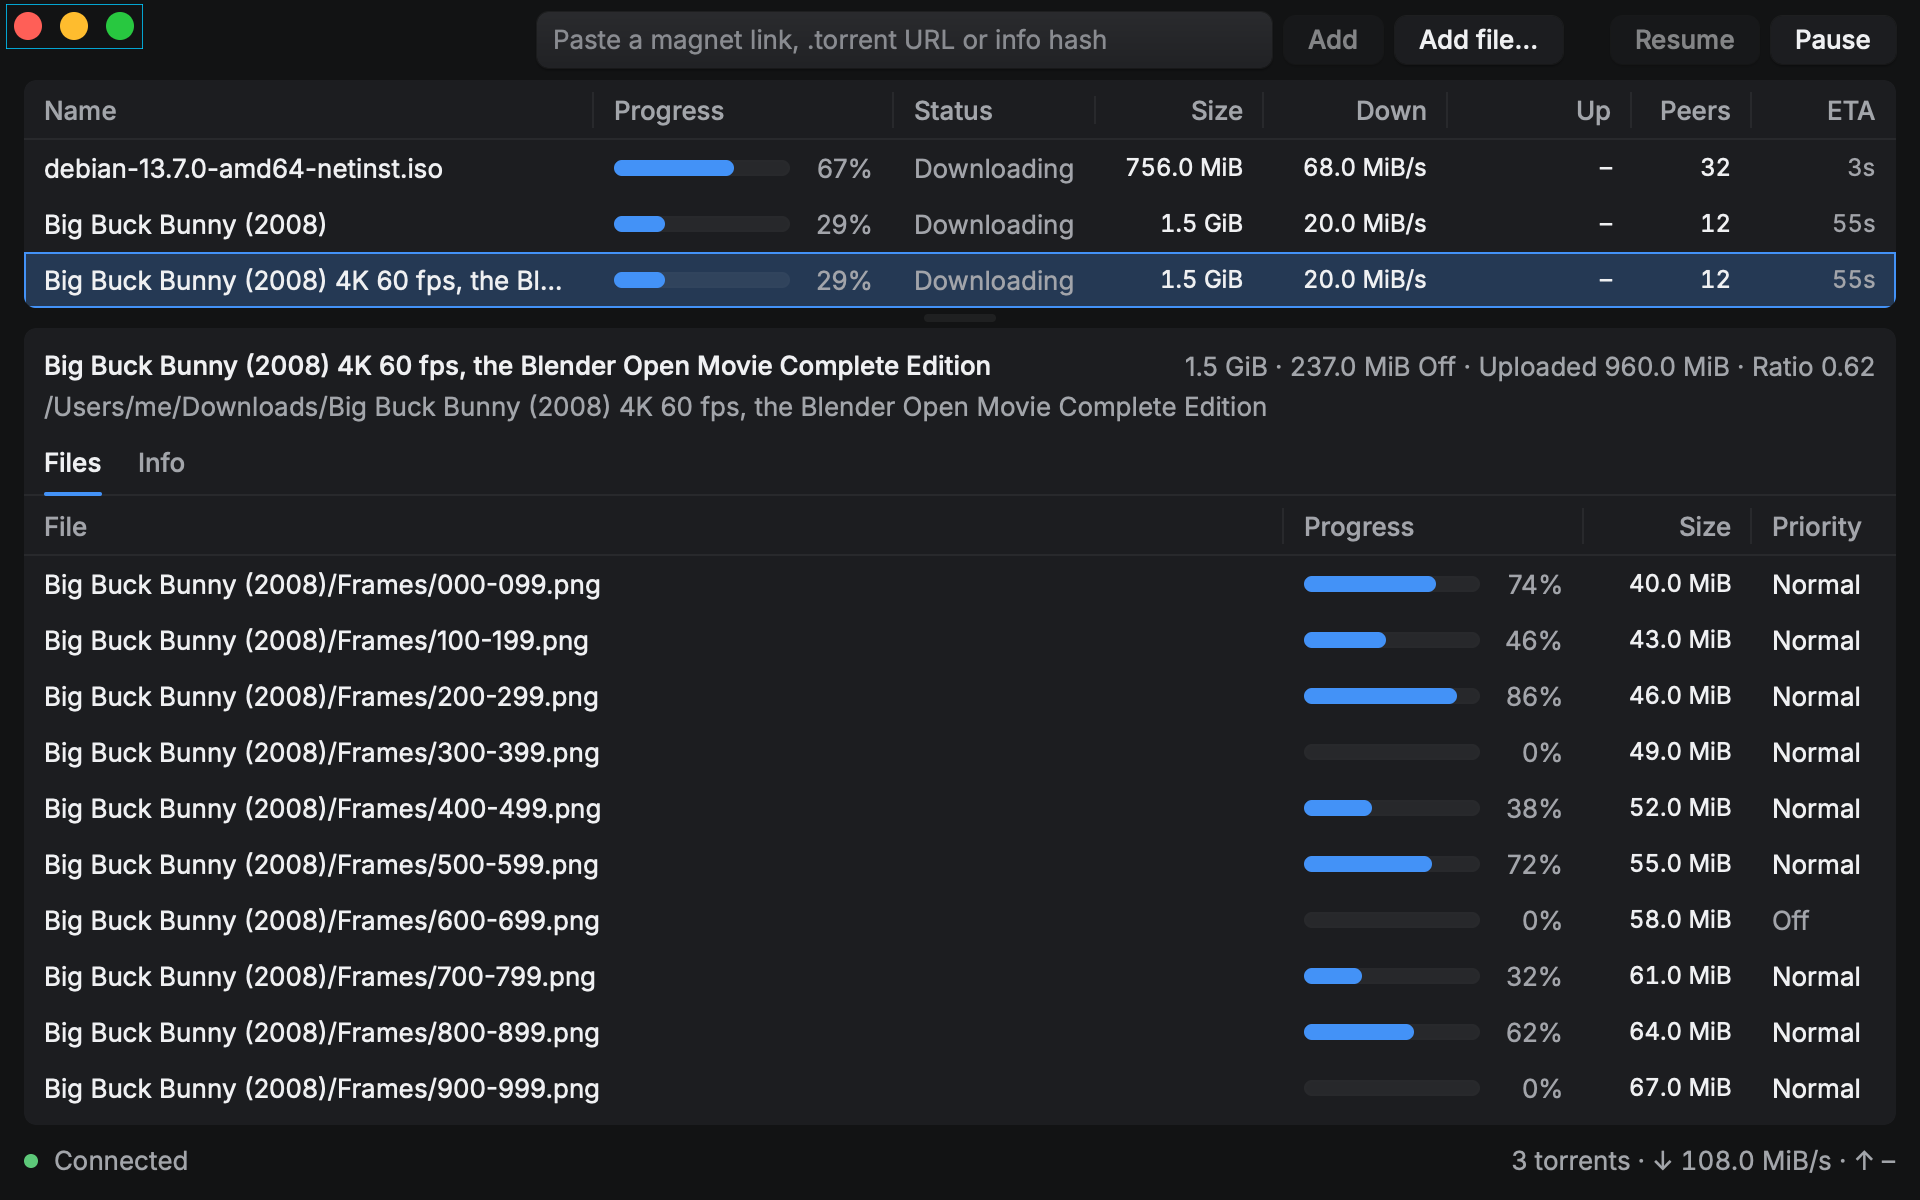 Paste a magnet link, .torrent URL or info hash Add Add file... Resume Pause
Name Progress Status Size Down Up Peers ETA
debian-13.7.0-amd64-netinst.iso 67% Downloading 756.0 MiB 68.0 MiB/s – 32 3s
Big Buck Bunny (2008) 29% Downloading 1.5 GiB 20.0 MiB/s – 12 55s
Big Buck Bunny (2008) 4K 60 fps, the Bl... 29% Downloading 1.5 GiB 20.0 MiB/s – 12 55s
Big Buck Bunny (2008) 4K 60 fps, the Blender Open Movie Complete Edition 1.5 GiB · 237.0 MiB Off · Uploaded 960.0 MiB · Ratio 0.62
/Users/me/Downloads/Big Buck Bunny (2008) 4K 60 fps, the Blender Open Movie Complete Edition
Files Info
File Progress Size Priority
Big Buck Bunny (2008)/Frames/000-099.png 74% 40.0 MiB Normal
Big Buck Bunny (2008)/Frames/100-199.png 46% 43.0 MiB Normal
Big Buck Bunny (2008)/Frames/200-299.png 86% 46.0 MiB Normal
Big Buck Bunny (2008)/Frames/300-399.png 0% 49.0 MiB Normal
Big Buck Bunny (2008)/Frames/400-499.png 38% 52.0 MiB Normal
Big Buck Bunny (2008)/Frames/500-599.png 72% 55.0 MiB Normal
Big Buck Bunny (2008)/Frames/600-699.png 0% 58.0 MiB Off
Big Buck Bunny (2008)/Frames/700-799.png 32% 61.0 MiB Normal
Big Buck Bunny (2008)/Frames/800-899.png 62% 64.0 MiB Normal
Big Buck Bunny (2008)/Frames/900-999.png 0% 67.0 MiB Normal
Connected 3 torrents · ↓ 108.0 MiB/s · ↑ –